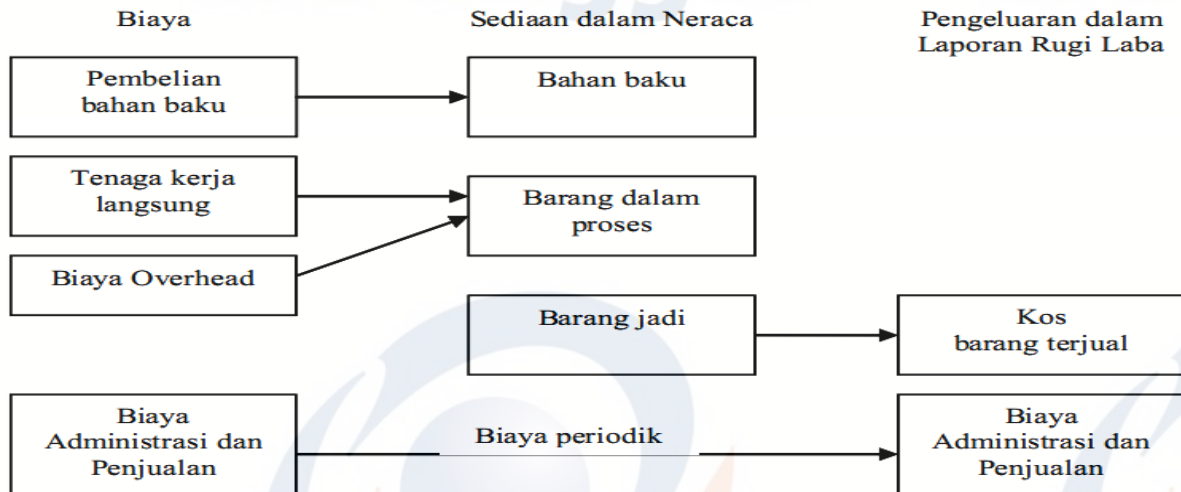 Biaya
Sediaan dalam Neraca
Pengeluaran dalam
Laporan Rugi Laba
Pembelian
bahan baku
Bahan baku
Tenaga kerja
langsung
Barang dalam
proses
Biaya Overhead
Barang jadi
Kos
barang terjual
Biaya
Administrasi dan
Penjualan
Biaya periodik
Biaya
Administrasi dan
Penjualan